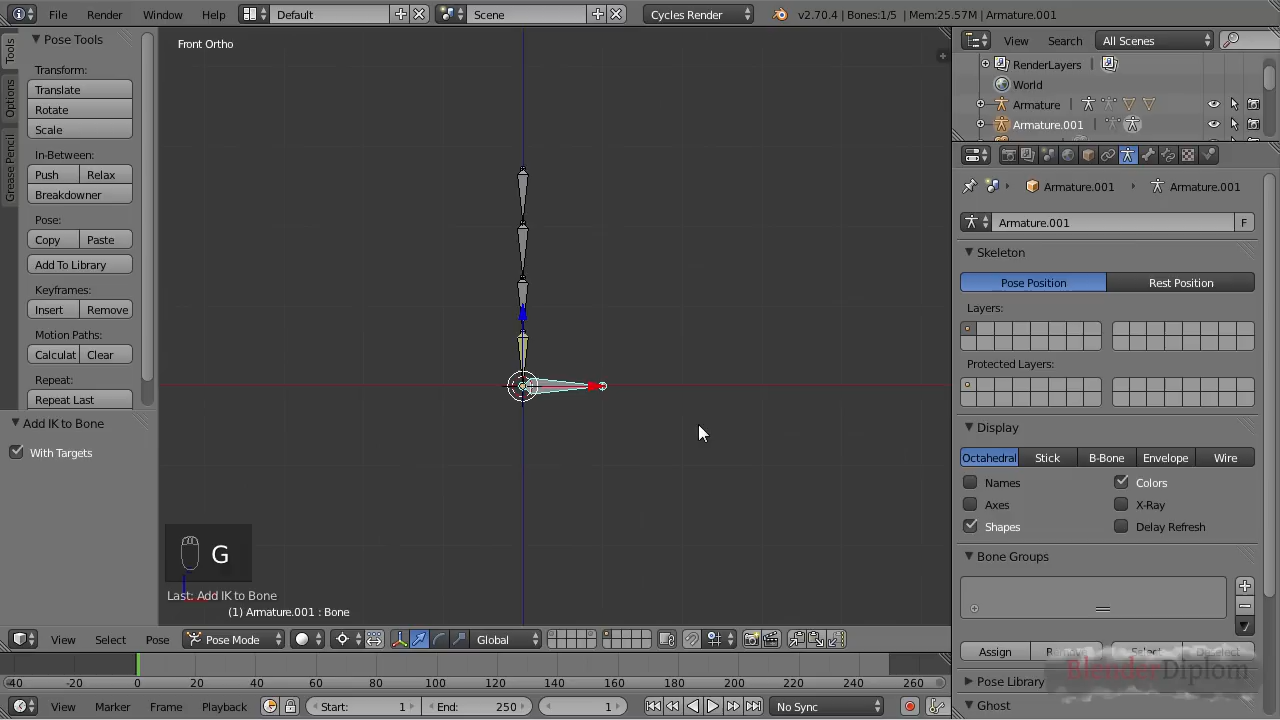 File Render Window Help Default Scene Cycles Render v2.70.4 | Bones:1/5 | Mem:25.57M | Armature.001
Tools
Options
Grease Pencil
Pose Tools
Transform:
Translate
Rotate
Scale
In-Between:
Push Relax
Breakdowner
Pose:
Copy Paste
Add To Library
Keyframes:
Insert Remove
Motion Paths:
Calculat Clear
Repeat:
Repeat Last
Add IK to Bone
With Targets
Front Ortho
G
Last: Add IK to Bone
(1) Armature.001 : Bone
View Select Pose Pose Mode Global
-40 -20 0 20 40 60 80 100 120 140 160 180 200 220 240 260
View Marker Frame Playback Start: 1 End: 250 1 No Sync
View Search All Scenes
RenderLayers
World
Armature
Armature.001
Armature.001 Armature.001
Armature.001 F
Skeleton
Pose Position Rest Position
Layers:
Protected Layers:
Display
Octahedral Stick B-Bone Envelope Wire
Names Colors
Axes X-Ray
Shapes Delay Refresh
Bone Groups
Assign Select Deselect
BlenderDiplom
Pose Library
Ghost